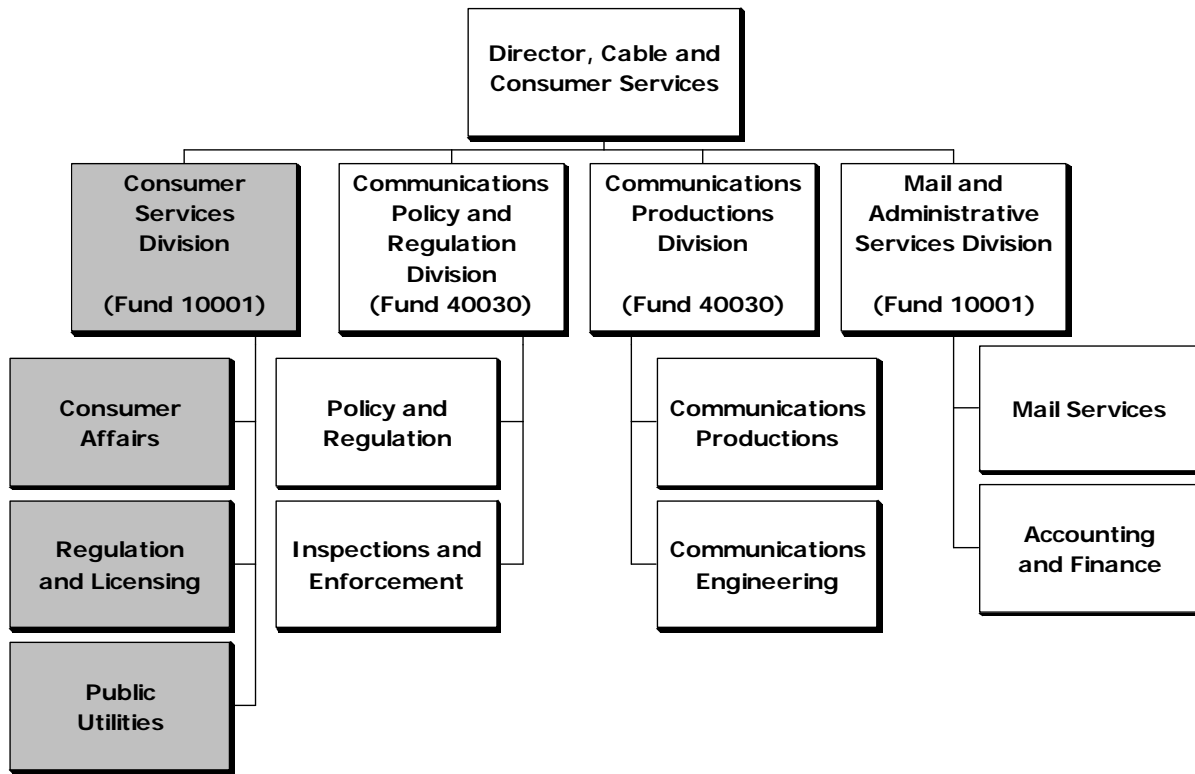 Director, Cable and
Consumer Services
Consumer
Services
Division
(Fund 10001)
Communications
Policy and
Regulation
Division
(Fund 40030)
Communications
Productions
Division
(Fund 40030)
Mail and
Administrative
Services Division
(Fund 10001)
Consumer
Affairs
Regulation
and Licensing
Public
Utilities
Policy and
Regulation
Inspections and
Enforcement
Communications
Productions
Communications
Engineering
Mail Services
Accounting
and Finance